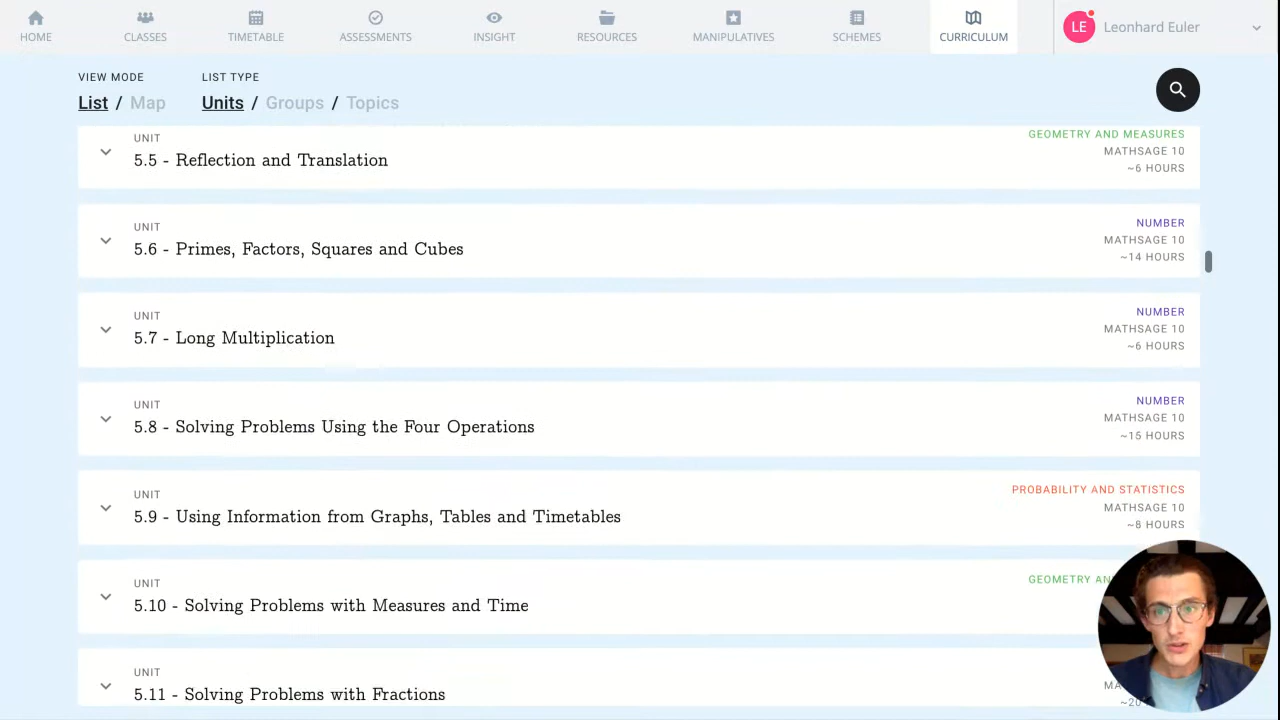 HOME
CLASSES
TIMETABLE
ASSESSMENTS
INSIGHT
RESOURCES
MANIPULATIVES
SCHEMES
CURRICULUM
LE
Leonhard Euler
VIEW MODE
List / Map
LIST TYPE
Units / Groups / Topics
UNIT
5.5 - Reflection and Translation
GEOMETRY AND MEASURES
MATHSAGE 10
~6 HOURS
UNIT
5.6 - Primes, Factors, Squares and Cubes
NUMBER
MATHSAGE 10
~14 HOURS
UNIT
5.7 - Long Multiplication
NUMBER
MATHSAGE 10
~6 HOURS
UNIT
5.8 - Solving Problems Using the Four Operations
NUMBER
MATHSAGE 10
~15 HOURS
UNIT
5.9 - Using Information from Graphs, Tables and Timetables
PROBABILITY AND STATISTICS
MATHSAGE 10
~8 HOURS
UNIT
5.10 - Solving Problems with Measures and Time
GEOMETRY
UNIT
5.11 - Solving Problems with Fractions